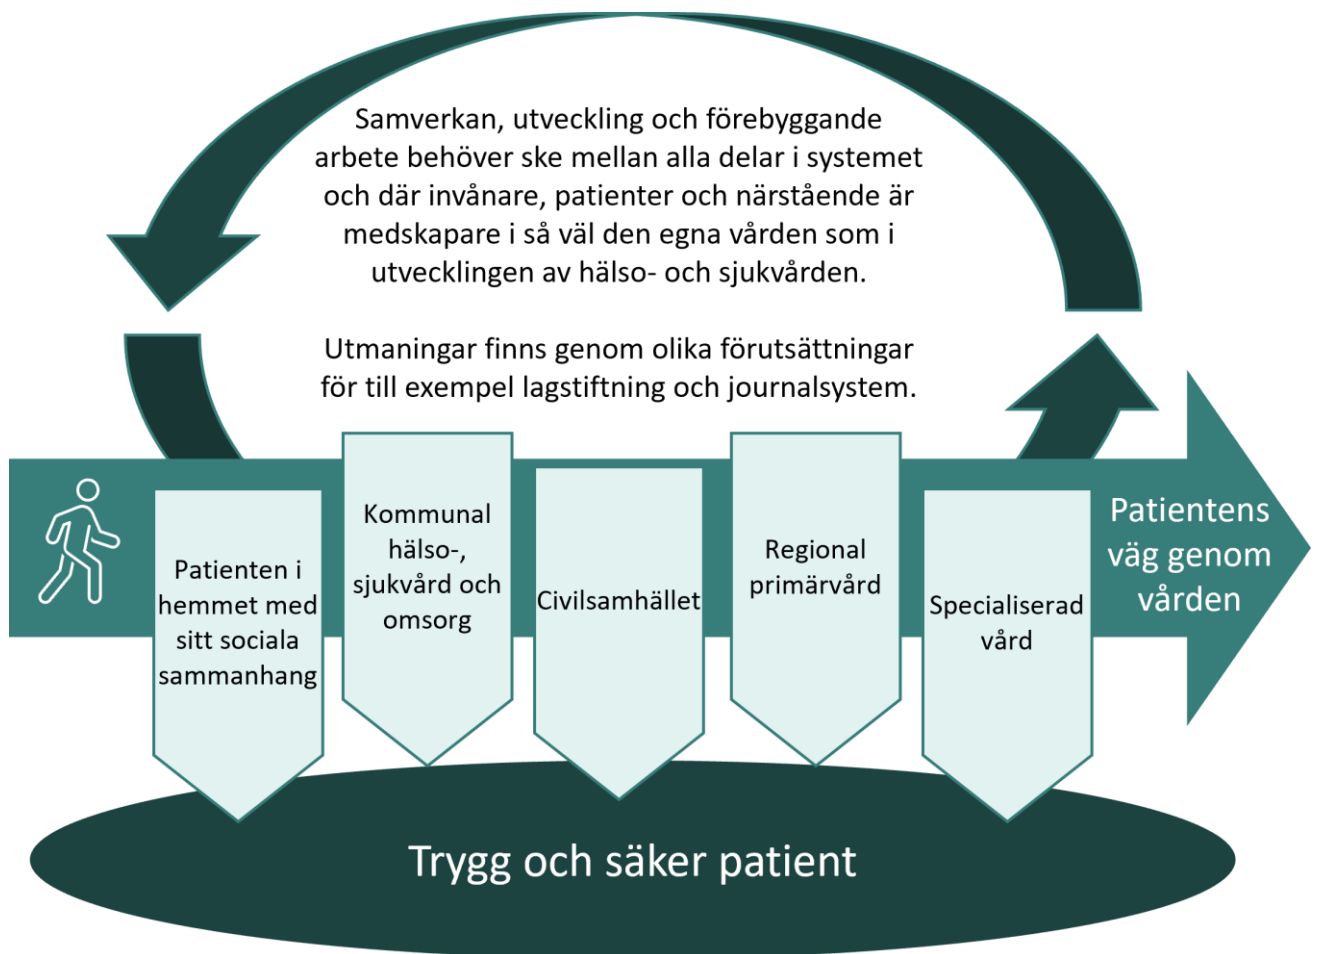 Samverkan, utveckling och förebyggande
arbete behöver ske mellan alla delar i systemet
och där invånare, patienter och närstående är
medskapare i så väl den egna vården som i
utvecklingen av hälso- och sjukvården.
Utmaningar finns genom olika förutsättningar
för till exempel lagstiftning och journalsystem.
Patienten i
hemmet med
sitt sociala
sammanhang
Kommunal
hälso-,
sjukvård och
omsorg
Civilsamhället
Regional
primärvård
Specialiserad
vård
Patientens
väg genom
vården
Trygg och säker patient